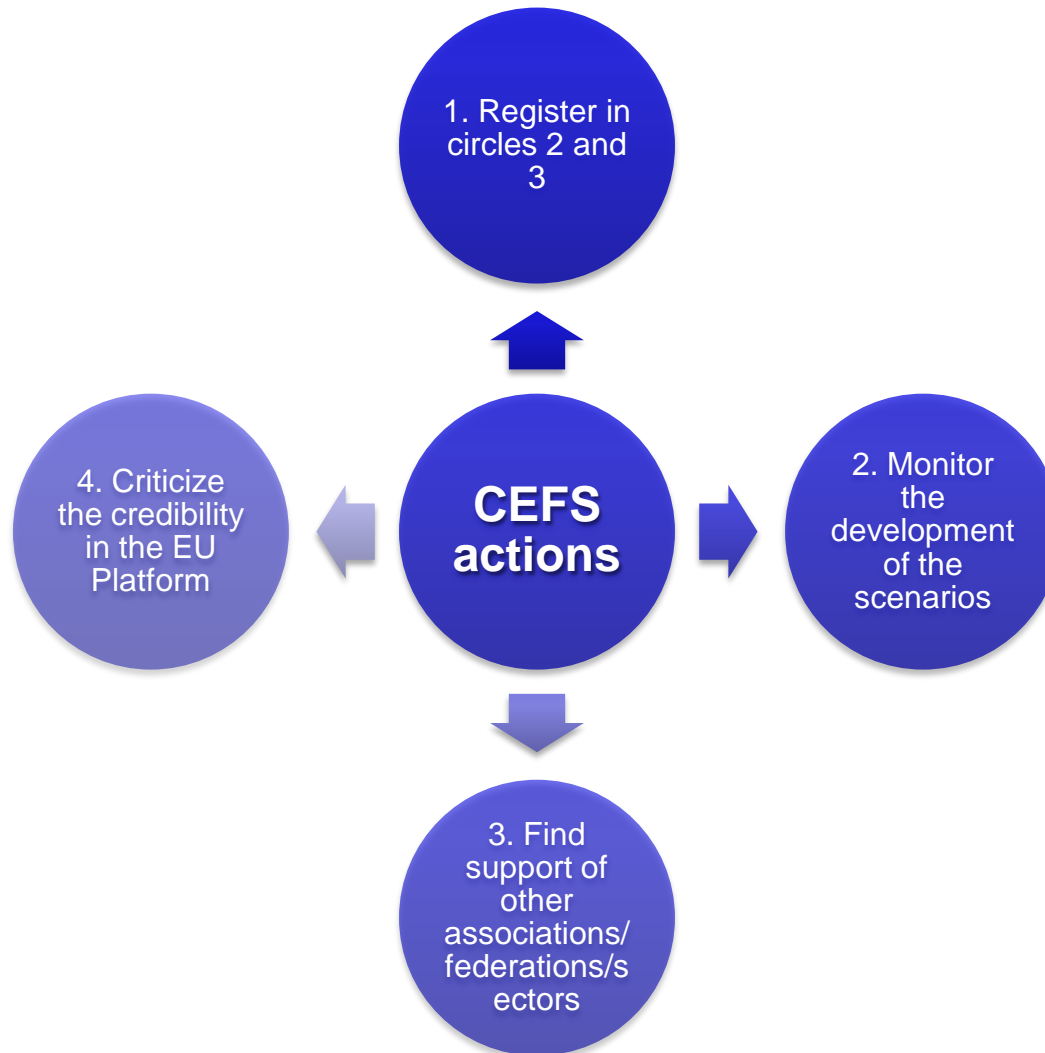 1. Register in
circles 2 and
3
CEFS
actions
2. Monitor
the
development
of the
scenarios
3. Find
support of
other
associations/
federations/s
ectors
4. Criticize
the credibility
in the EU
Platform